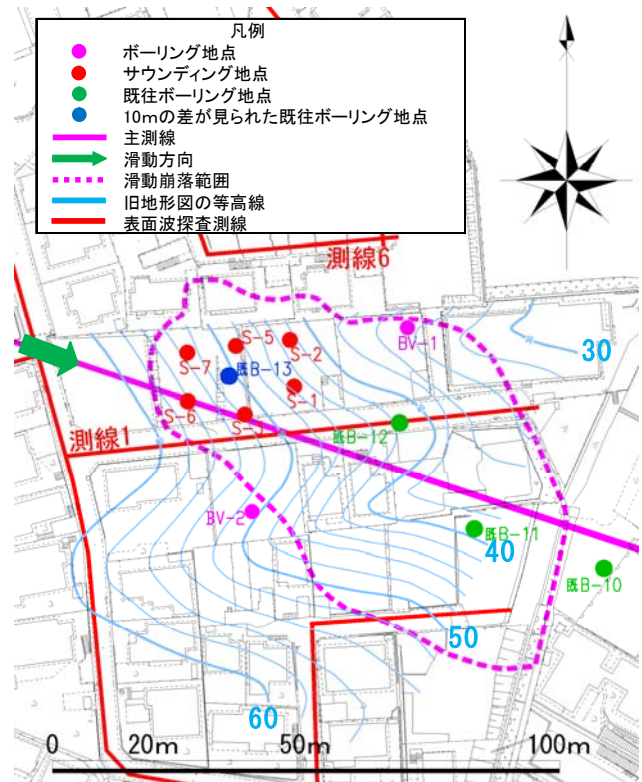 凡例
ボーリング地点
サウンディング地点
既往ボーリング地点
10mの差が見られた既往ボーリング地点
主測線
滑動方向
滑動崩落範囲
旧地形図の等高線
表面波探査測線
測線6
BV-1
30
S-5
S-2
S-7
既B-13
S-1
S-6
既B-12
測線1
BV-2
既B-11
40
既B-10
50
60
0 20m 50m 100m